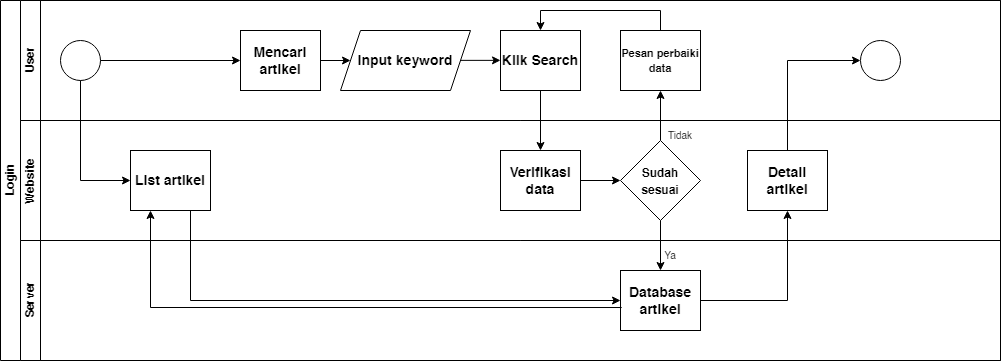 Login
User
Mencari
artikel
Input keyword
Klik Search
Pesan perbaiki
data
Tidak
Website
List artikel
Verifikasi
data
Sudah
sesuai
Detail
artikel
Ya
Server
Database
artikel